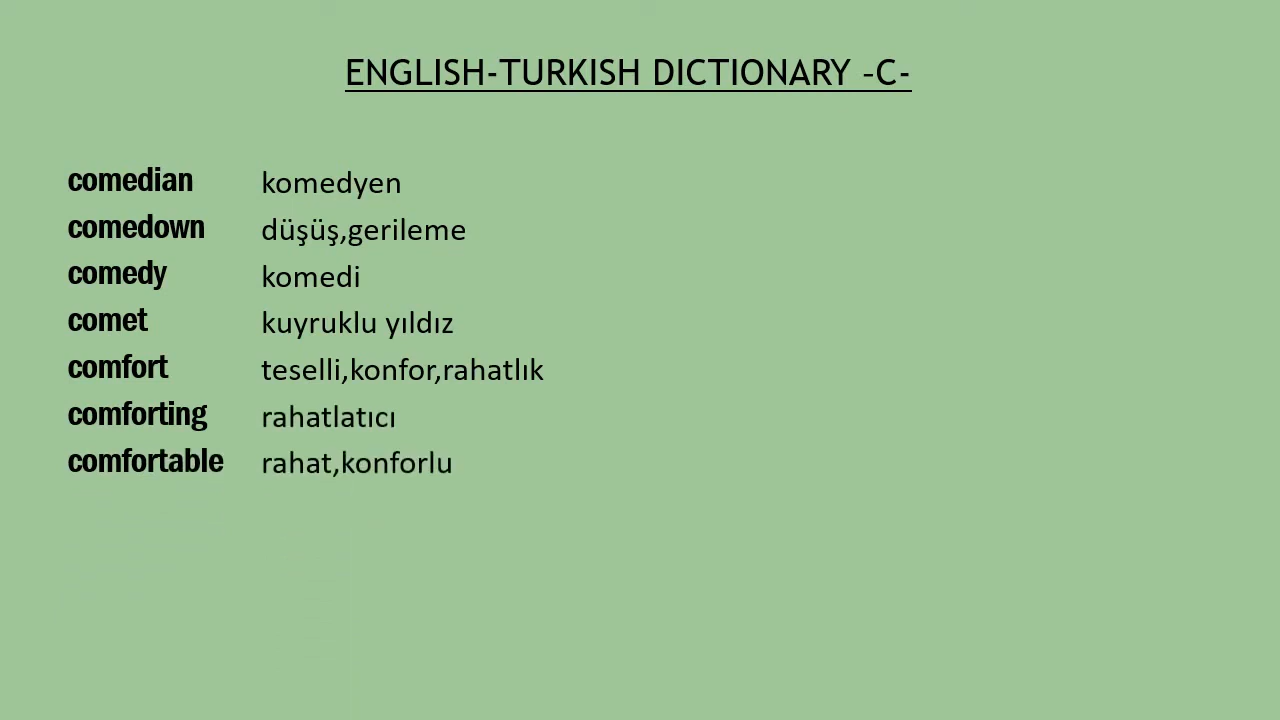 ENGLISH-TURKISH DICTIONARY –C-
comedian komedyen
comedown düşüş,gerileme
comedy komedi
comet kuyruklu yıldız
comfort teselli,konfor,rahatlık
comforting rahatlatıcı
comfortable rahat,konforlu